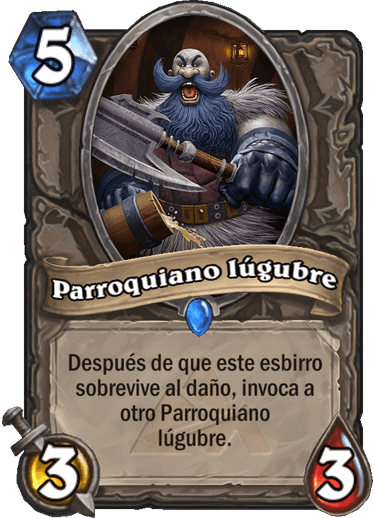 5
Parroquiano lúgubre
Después de que este esbirro
sobrevive al daño, invoca a
otro Parroquiano
lúgubre.
3
3